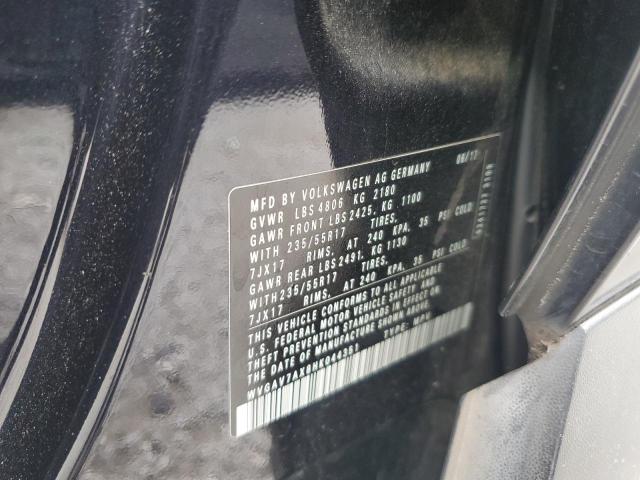 MFD BY VOLKSWAGEN AG GERMANY 08/17
GVWR LBS 4806 KG 2180
GAWR FRONT LBS 2425, KG 1100
WITH 235/55R17 TIRES,
7JX17 RIMS, AT 240 KPA, 35 PSI COLD
GAWR REAR LBS 2491, KG 1130
WITH 235/55R17 TIRES,
7JX17 RIMS, AT 240 KPA, 35 PSI COLD
THIS VEHICLE CONFORMS TO ALL APPLICABLE
U.S. FEDERAL MOTOR VEHICLE SAFETY AND
THEFT PREVENTION STANDARDS IN EFFECT ON
THE DATE OF MANUFACTURE SHOWN ABOVE.
TYPE: MPV